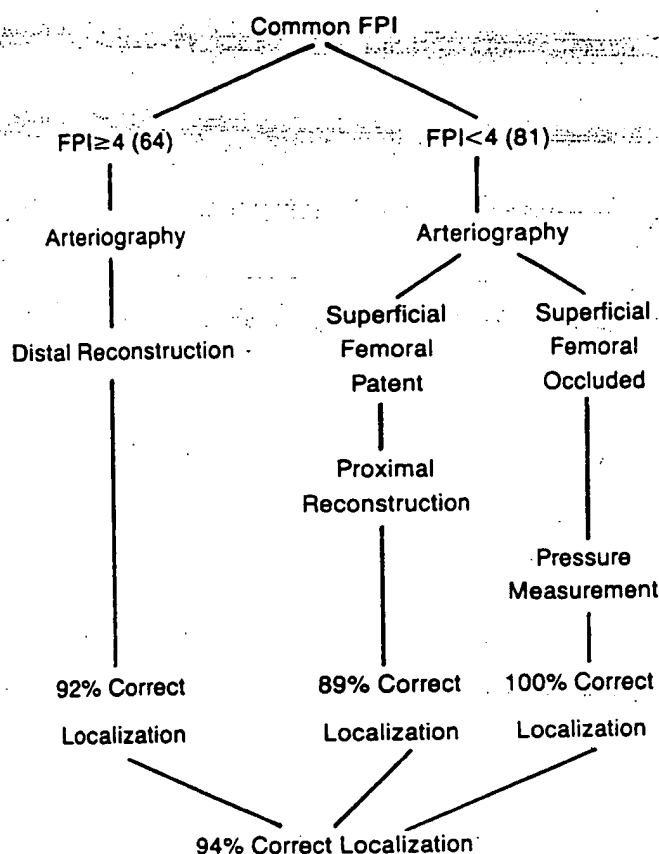 Common FPI
FPI≥4 (64)
FPI<4 (81)
Arteriography
Arteriography
Distal Reconstruction
Superficial
Femoral
Patent
Superficial
Femoral
Occluded
Proximal
Reconstruction
Pressure
Measurement
92% Correct
Localization
89% Correct
Localization
100% Correct
Localization
94% Correct Localization